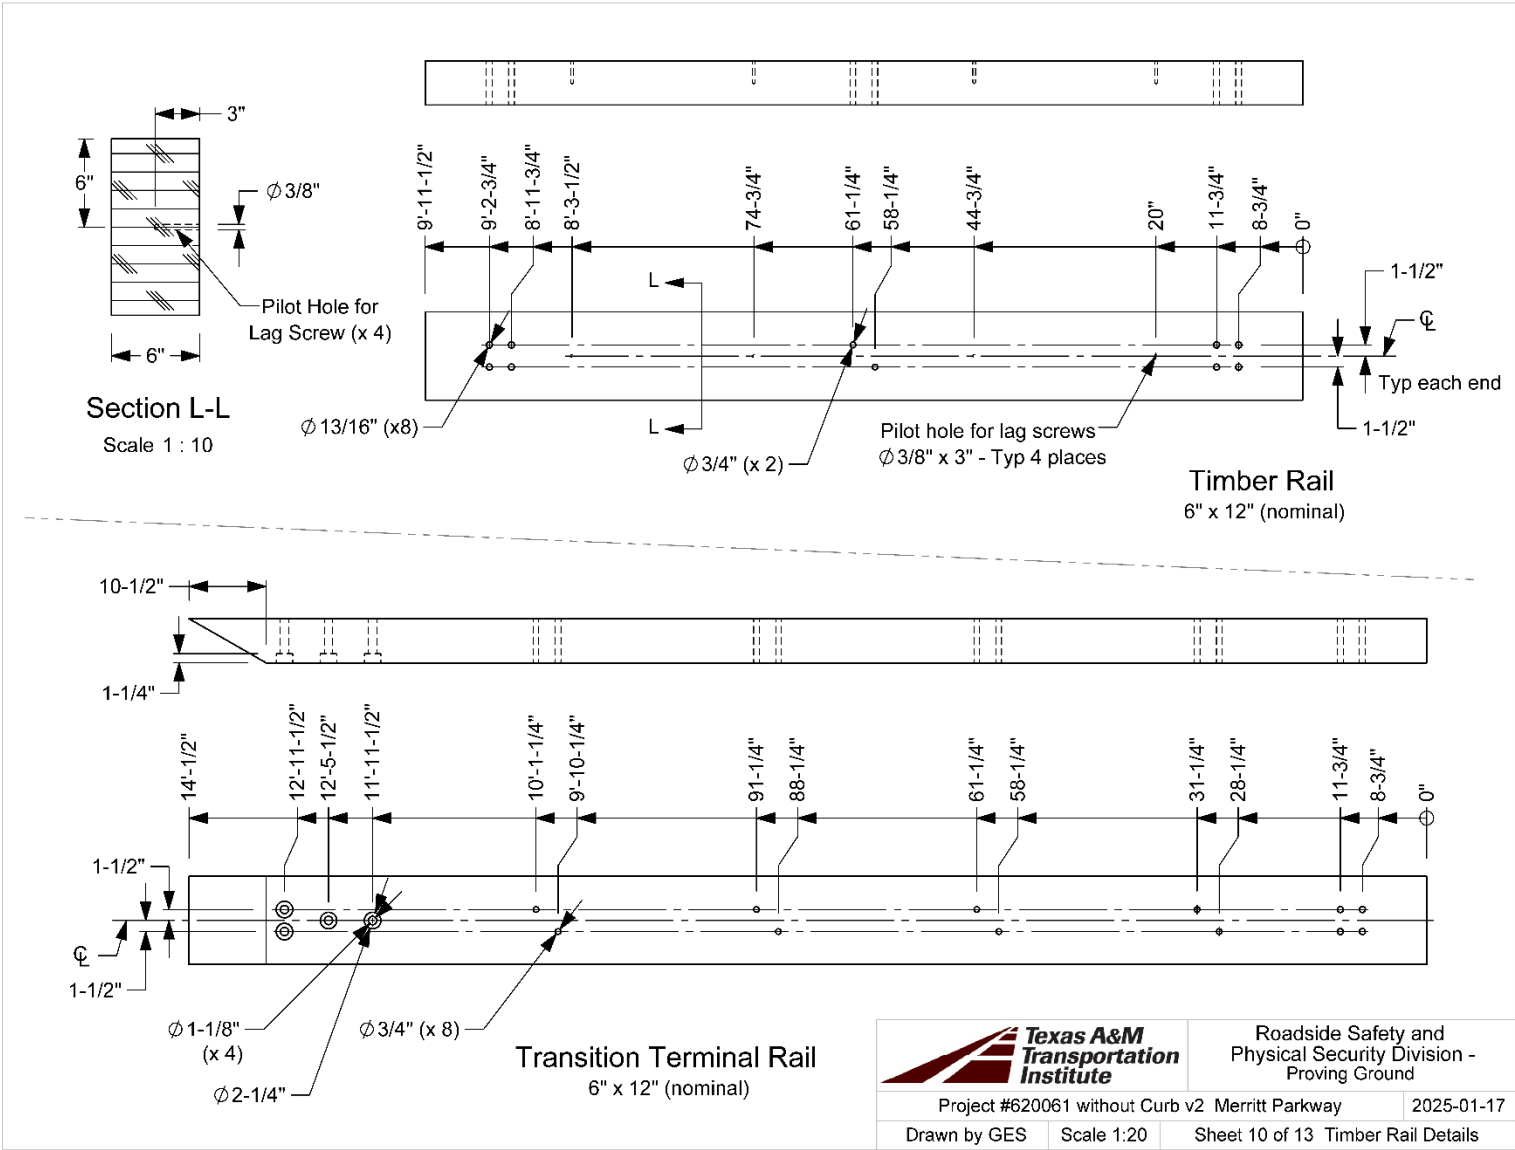 3"
6"
Ø 3/8"
Pilot Hole for
Lag Screw (x 4)
6"
Section L-L
Scale 1 : 10
9'-11-1/2"
9'-2-3/4"
8'-11-3/4"
8'-3-1/2"
74-3/4"
61-1/4"
58-1/4"
44-3/4"
20"
11-3/4"
8-3/4"
0"
L
L
1-1/2"
℄
Typ each end
1-1/2"
Ø 13/16" (x8)
Ø 3/4" (x 2)
Pilot hole for lag screws
Ø 3/8" x 3" - Typ 4 places
Timber Rail
6" x 12" (nominal)
10-1/2"
1-1/4"
14'-1/2"
12'-11-1/2"
12'-5-1/2"
11'-11-1/2"
10'-1-1/4"
9'-10-1/4"
91-1/4"
88-1/4"
61-1/4"
58-1/4"
31-1/4"
28-1/4"
11-3/4"
8-3/4"
0"
1-1/2"
℄
1-1/2"
Ø 1-1/8"
(x 4)
Ø 2-1/4"
Ø 3/4" (x 8)
Transition Terminal Rail
6" x 12" (nominal)
Texas A&M
Transportation
Institute
Roadside Safety and
Physical Security Division -
Proving Ground
Project #620061 without Curb v2 Merritt Parkway
2025-01-17
Drawn by GES
Scale 1:20
Sheet 10 of 13 Timber Rail Details